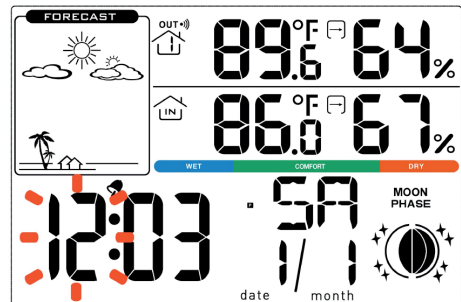 FORECAST
OUT 1 89.6 °F 64%
IN 86.0 °F 67%
WET COMFORT DRY
12:03
P SA
MOON
PHASE
1/1
date month